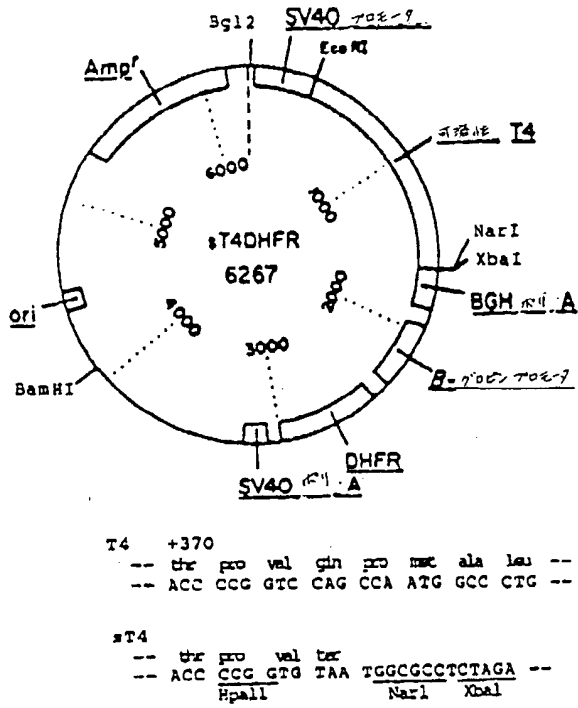 Bgl2
SV40 プロモータ
EcoRI
Ampʳ
可溶性 T4
6000
1000
5000
sT4DHFR
6267
NarI
XbaI
2000
BGH ポリ A
ori
4000
3000
β-グロビン プロモータ
BamHI
DHFR
SV40 ポリ A
T4 +370
-- thr pro val gln pro met ala leu --
-- ACC CCG GTC CAG CCA ATG GCC CTG --
sT4
-- thr pro val ter
-- ACC CCG GTG TAA TGGCGCCTCTAGA --
HpaII NarI XbaI